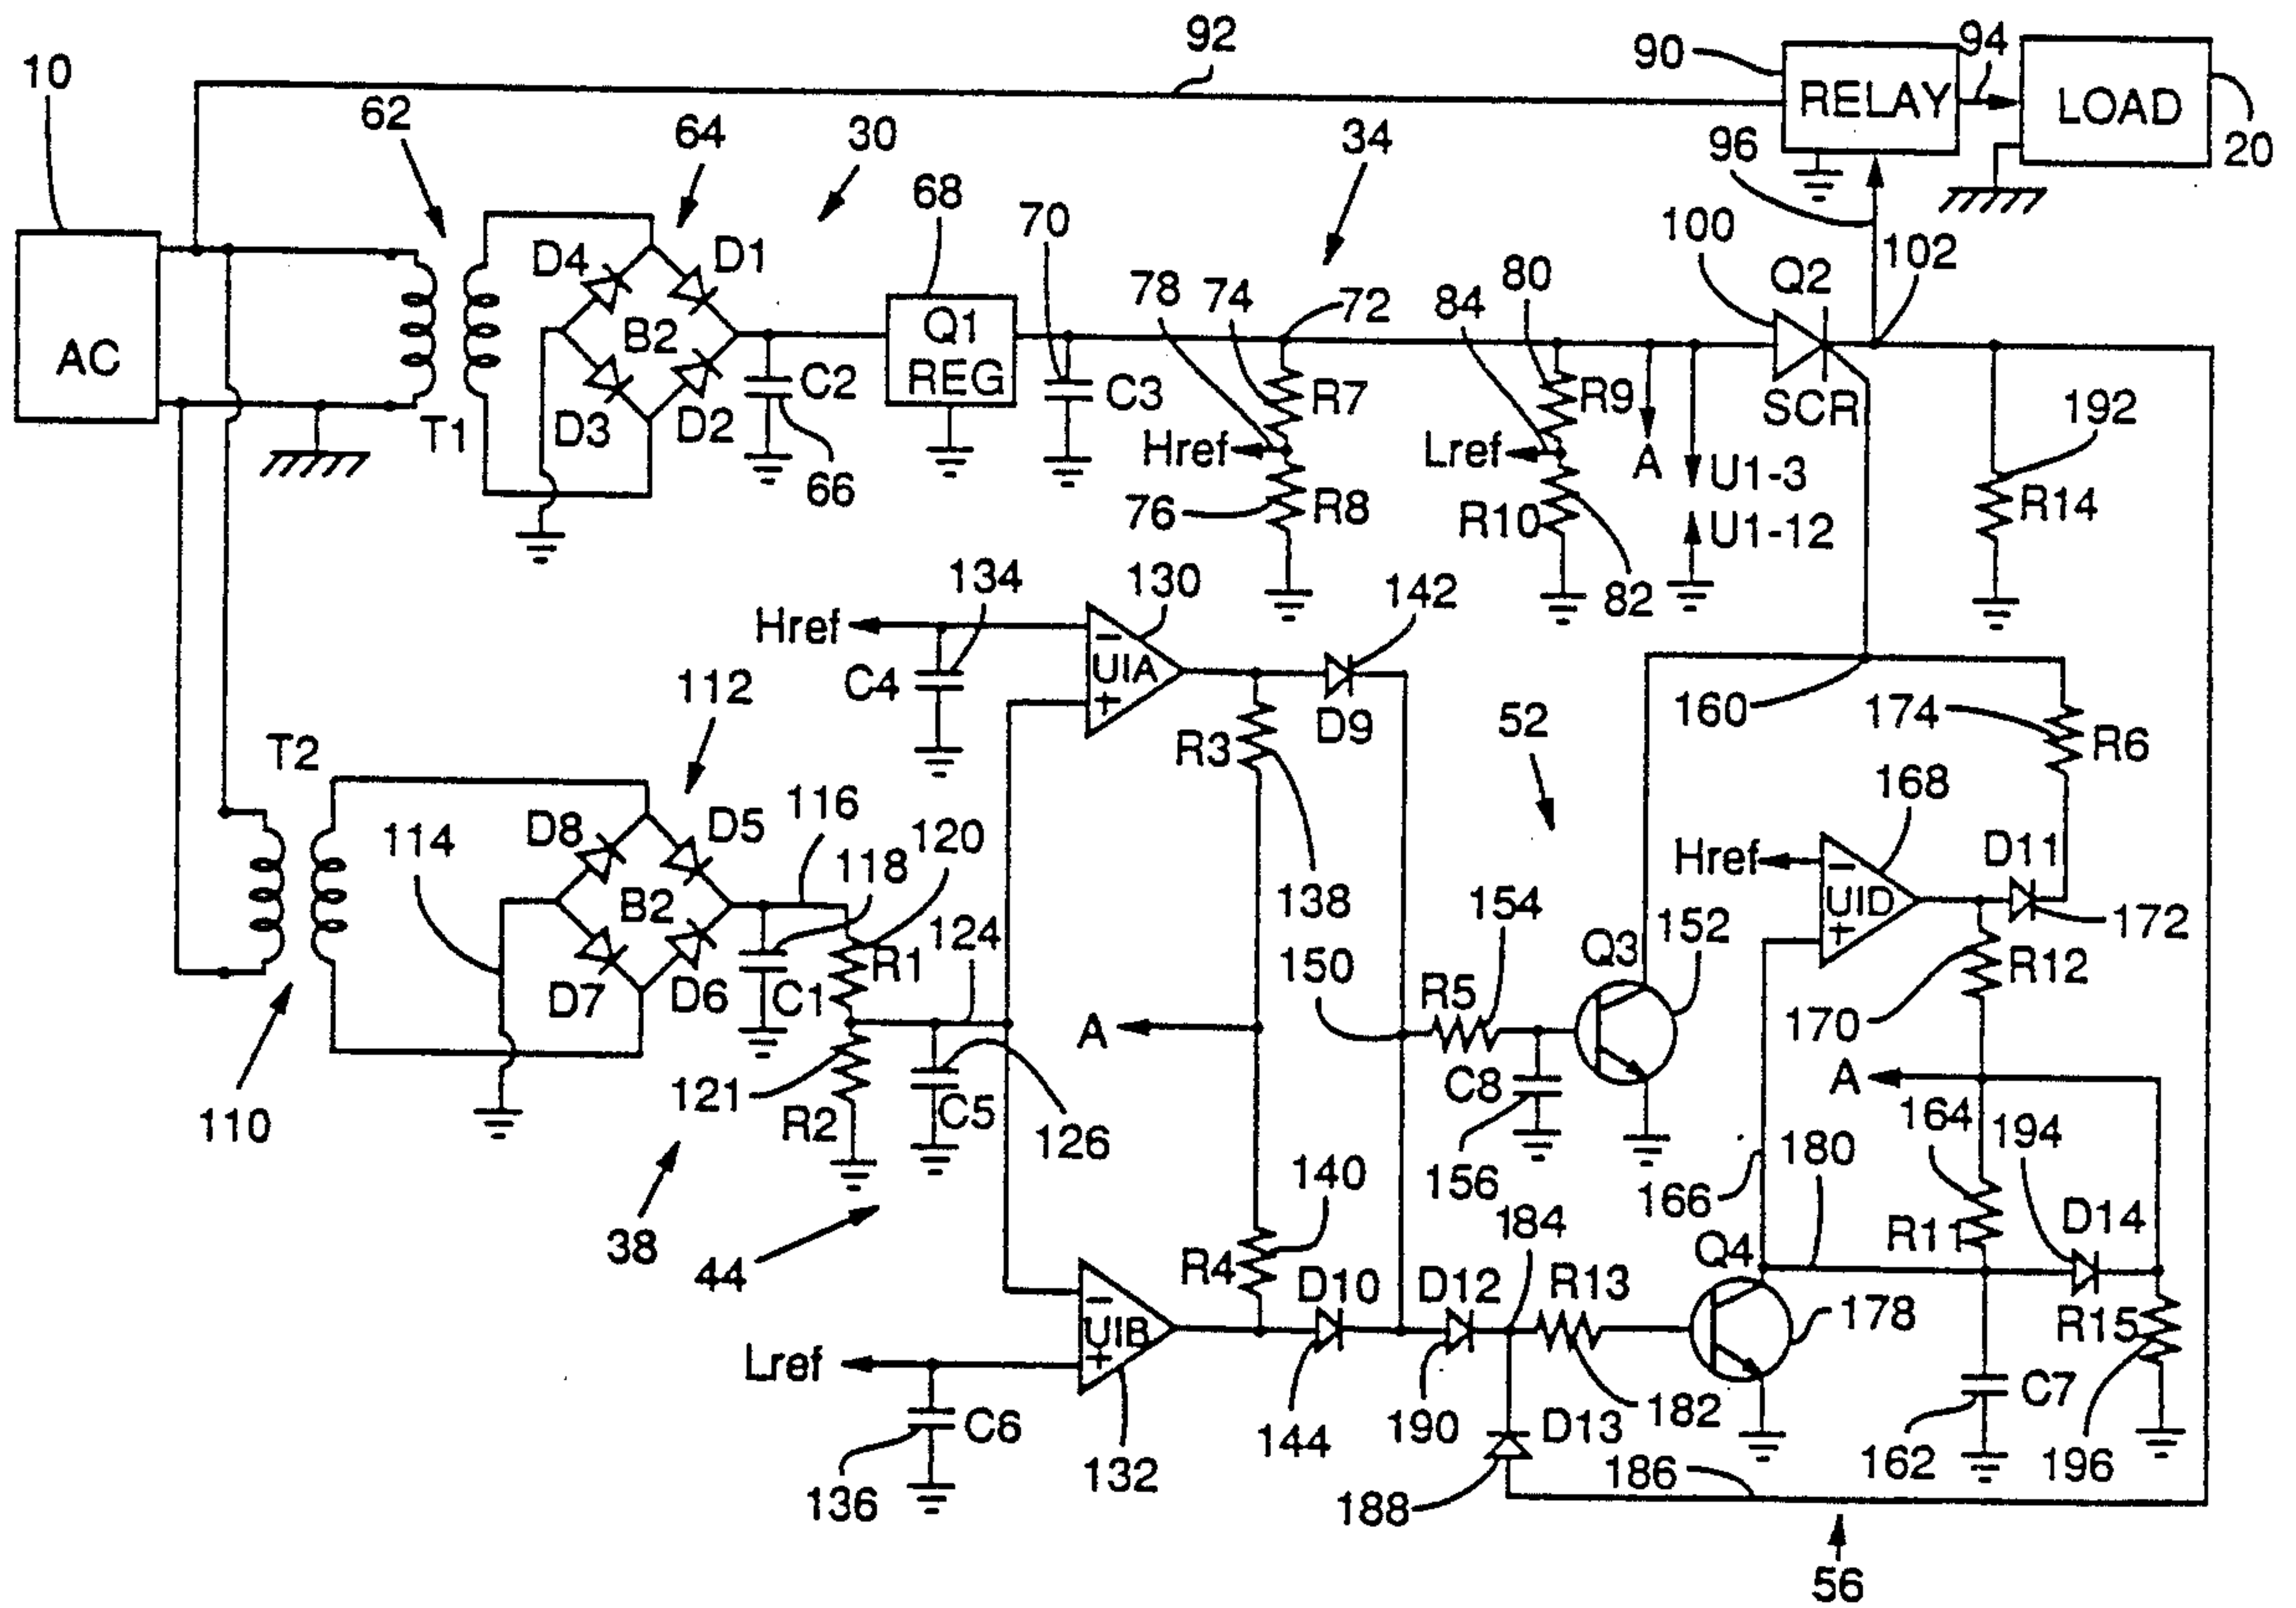 92
90
94
10
RELAY
LOAD
62
64
30
34
96
20
68
70
100
102
D4
D1
78
74
72
84
80
Q2
AC
B2
Q1
REG
C2
C3
R7
R9
SCR
192
T1
D3
D2
Href
Lref
A
U1-3
R14
66
76
R8
R10
U1-12
134
130
142
82
Href
−
UIA
+
C4
112
R3
D9
52
160
174
R6
T2
116
168
114
D8
D5
120
118
138
154
Href
−
UID
+
D11
B2
124
150
Q3
152
172
R1
R5
R12
D7
D6
C1
A
170
110
121
R2
C5
C8
A
126
164
194
180
140
156
166
184
38
44
R4
D10
D12
R13
Q4
R11
D14
−
UIB
+
178
R15
Lref
C6
182
C7
144
190
D13
136
132
188
186
162
196
56